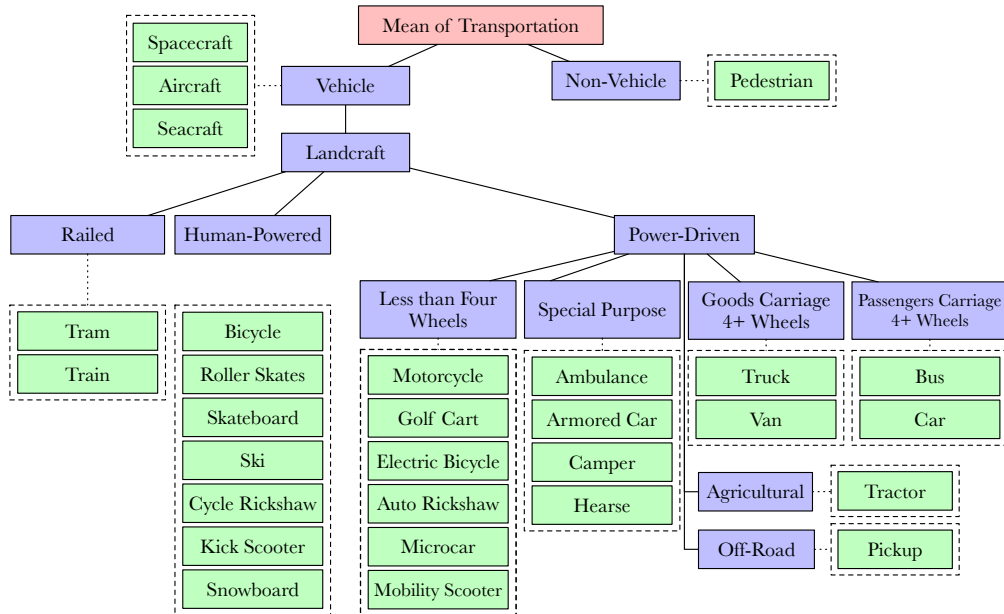 Mean of Transportation
Spacecraft
Aircraft
Seacraft
Vehicle
Non-Vehicle
Pedestrian
Landcraft
Railed
Human-Powered
Power-Driven
Less than Four
Wheels
Special Purpose
Goods Carriage
4+ Wheels
Passengers Carriage
4+ Wheels
Tram
Train
Bicycle
Roller Skates
Skateboard
Ski
Cycle Rickshaw
Kick Scooter
Snowboard
Motorcycle
Golf Cart
Electric Bicycle
Auto Rickshaw
Microcar
Mobility Scooter
Ambulance
Armored Car
Camper
Hearse
Truck
Van
Bus
Car
Agricultural
Tractor
Off-Road
Pickup